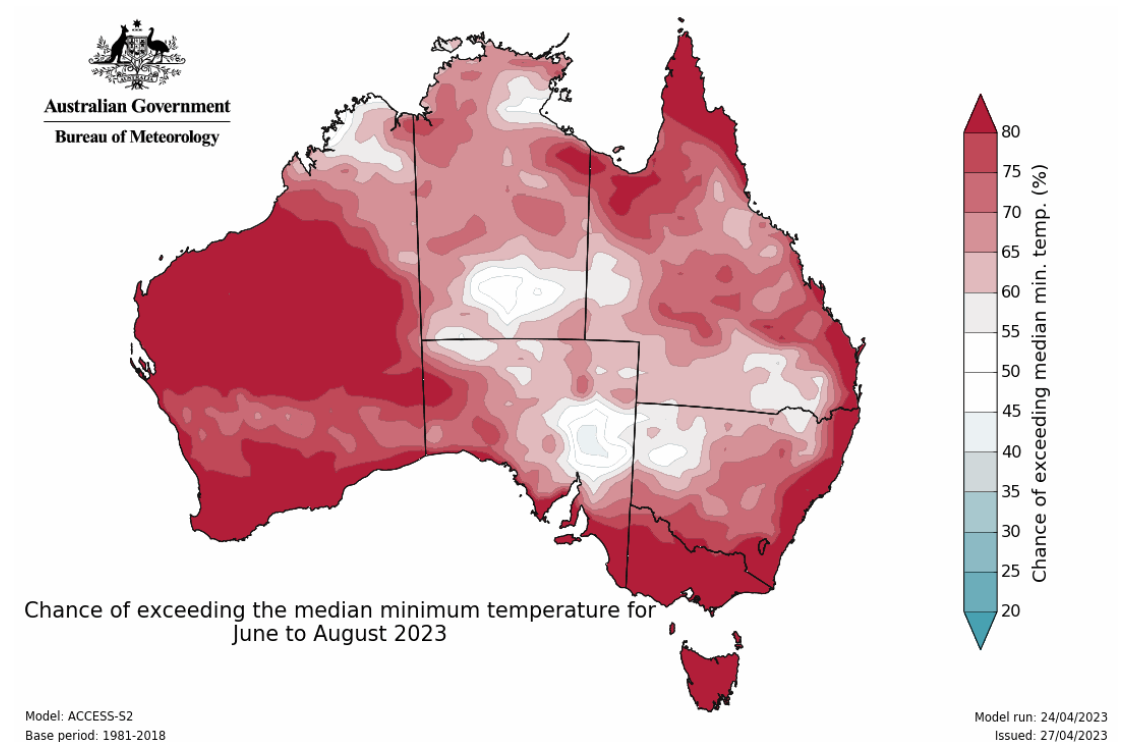 Australian Government
Bureau of Meteorology
80
75
70
65
60
55
50
45
40
35
30
25
20
Chance of exceeding median min. temp. (%)
Chance of exceeding the median minimum temperature for
June to August 2023
Model: ACCESS-S2
Base period: 1981-2018
Model run: 24/04/2023
Issued: 27/04/2023